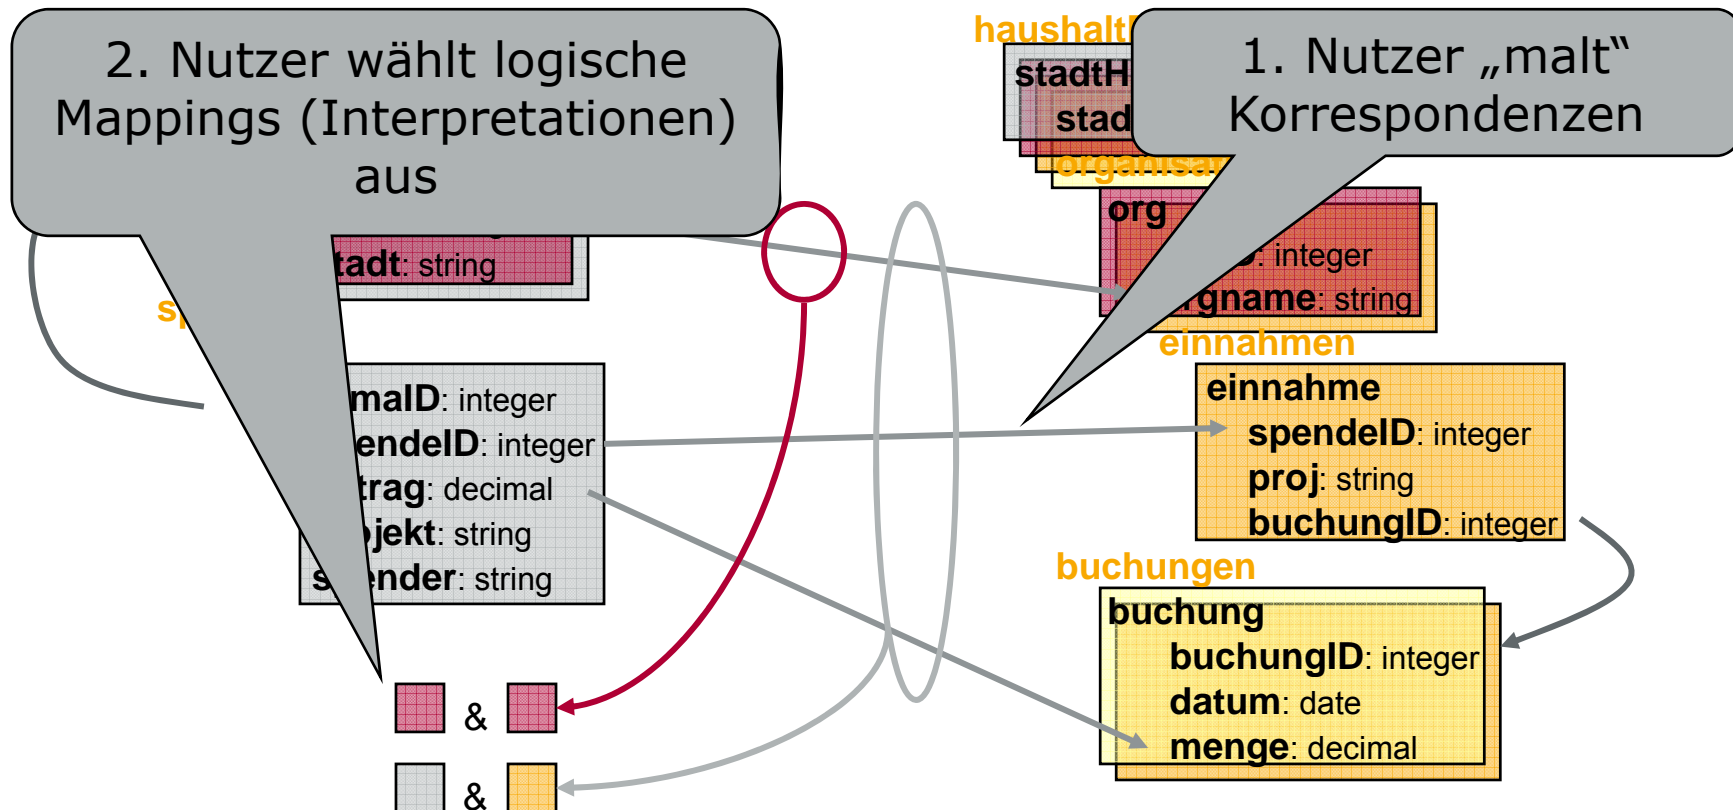 2. Nutzer wählt logische
Mappings (Interpretationen)
aus
1. Nutzer „malt“
Korrespondenzen
tadt: string
maID: integer
endeID: integer
trag: decimal
jekt: string
ender: string
&
&
org
: integer
gname: string
einnahmen
einnahme
spendeID: integer
proj: string
buchungID: integer
buchungen
buchung
buchungID: integer
datum: date
menge: decimal